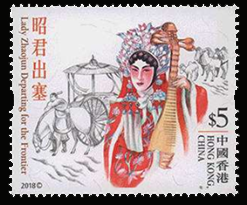 昭君出塞
Lady Zhaojun Departing for the Frontier
2018©
$5
中國香港
HONG KONG,
CHINA